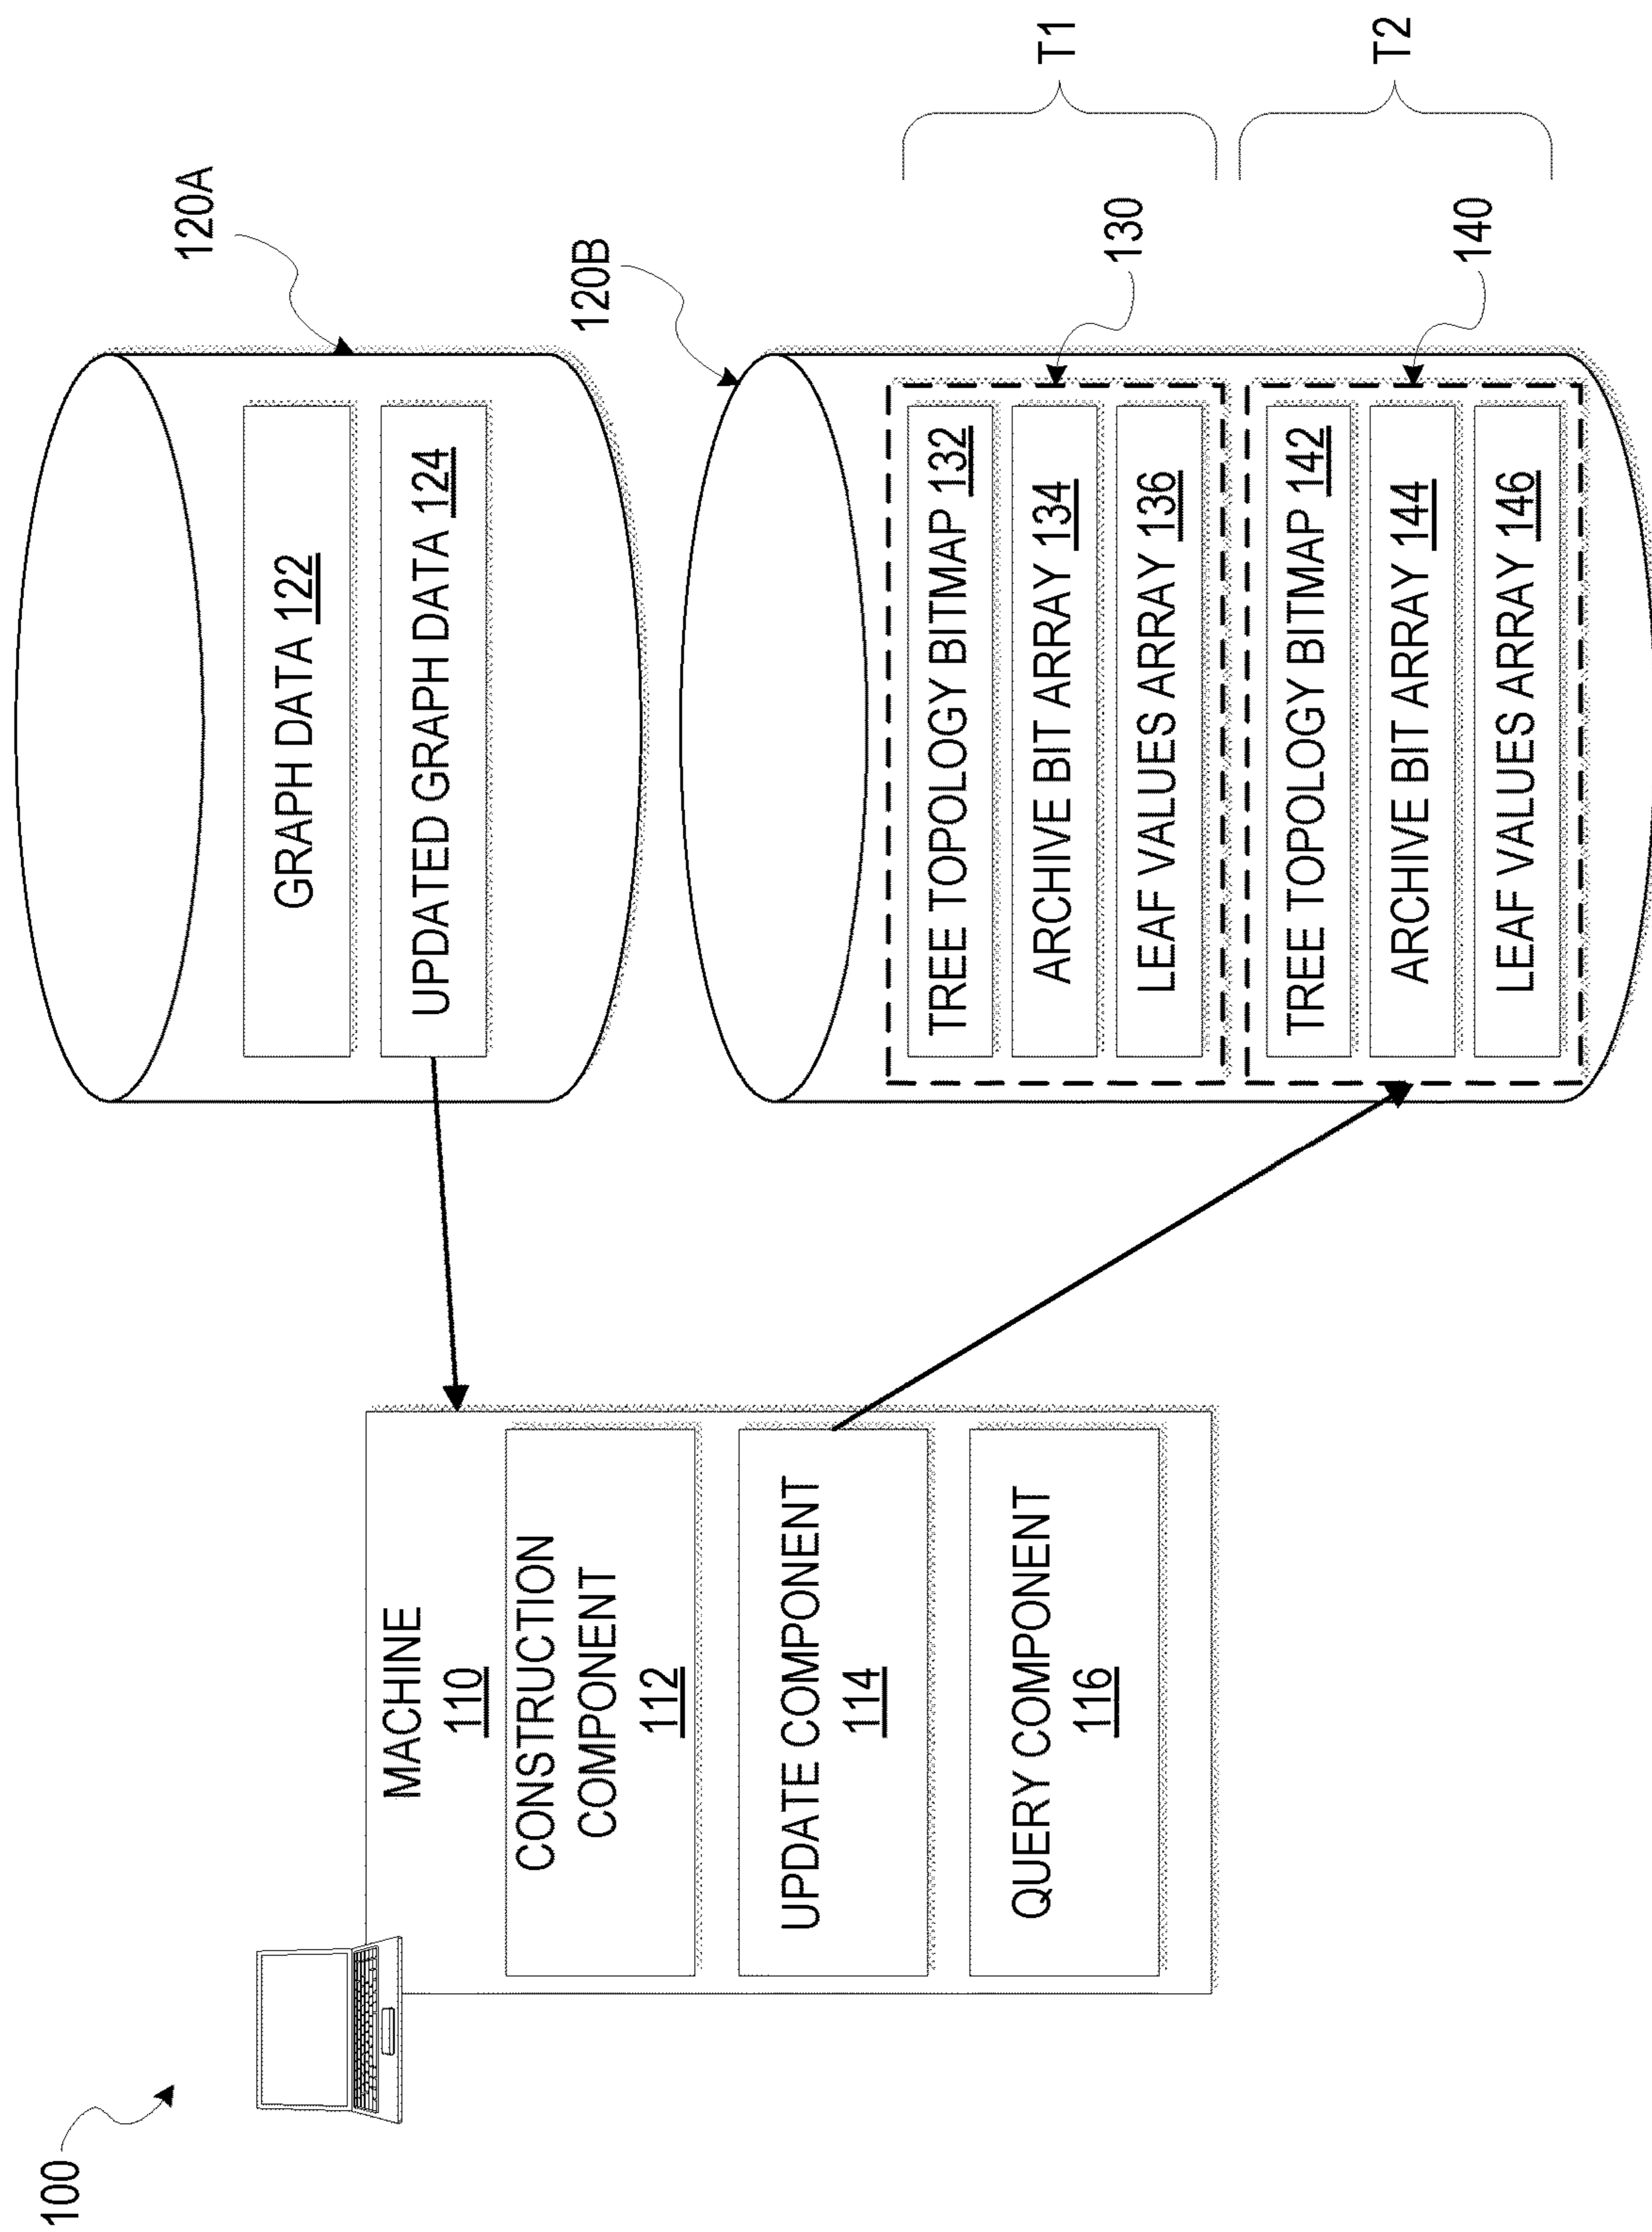 100
MACHINE
110
CONSTRUCTION
COMPONENT
112
UPDATE COMPONENT
114
QUERY COMPONENT
116
120A
GRAPH DATA 122
UPDATED GRAPH DATA 124
120B
TREE TOPOLOGY BITMAP 132
ARCHIVE BIT ARRAY 134
LEAF VALUES ARRAY 136
130
T1
TREE TOPOLOGY BITMAP 142
ARCHIVE BIT ARRAY 144
LEAF VALUES ARRAY 146
140
T2